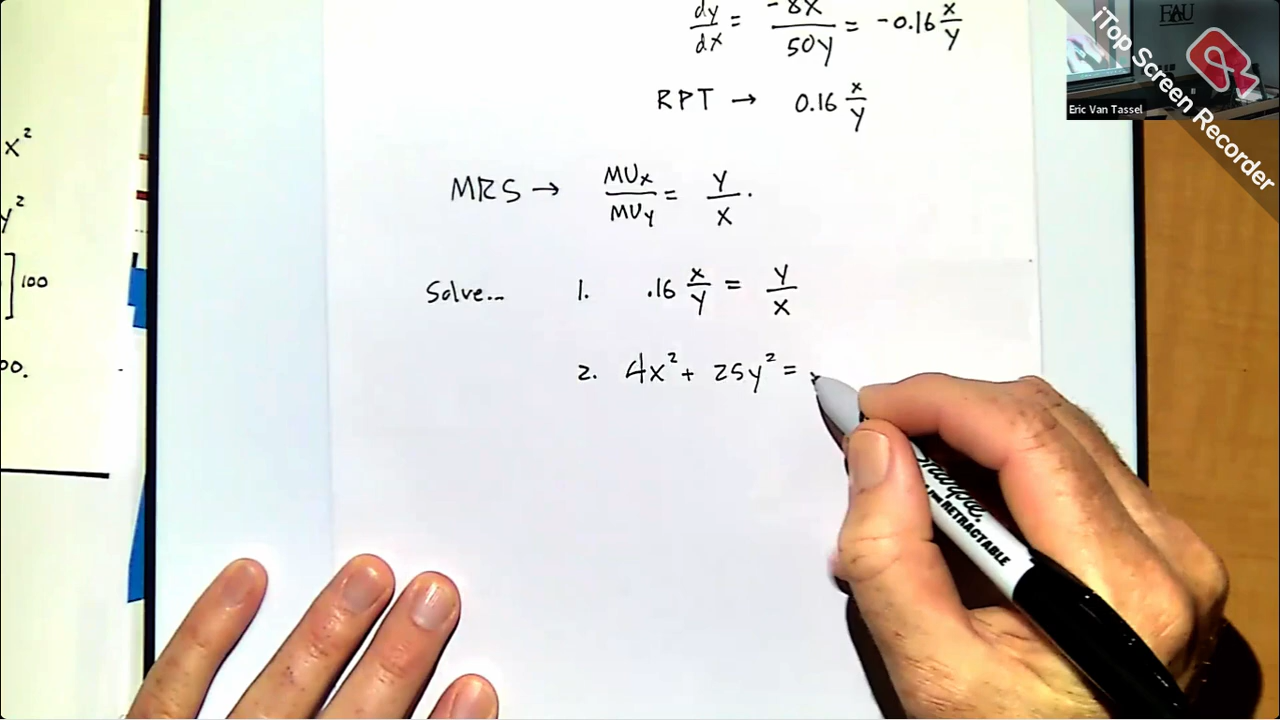 dy/dx = -8x/50y = -0.16 x/y
RPT → 0.16 x/y
MRS → MUx/MUy = y/x .
Solve... 1. .16 x/y = y/x
2. 4x² + 25y² =
x²
y²
]100
00.
FAU
Eric Van Tassel
iTop Screen Recorder
Sharpie.
RETRACTABLE